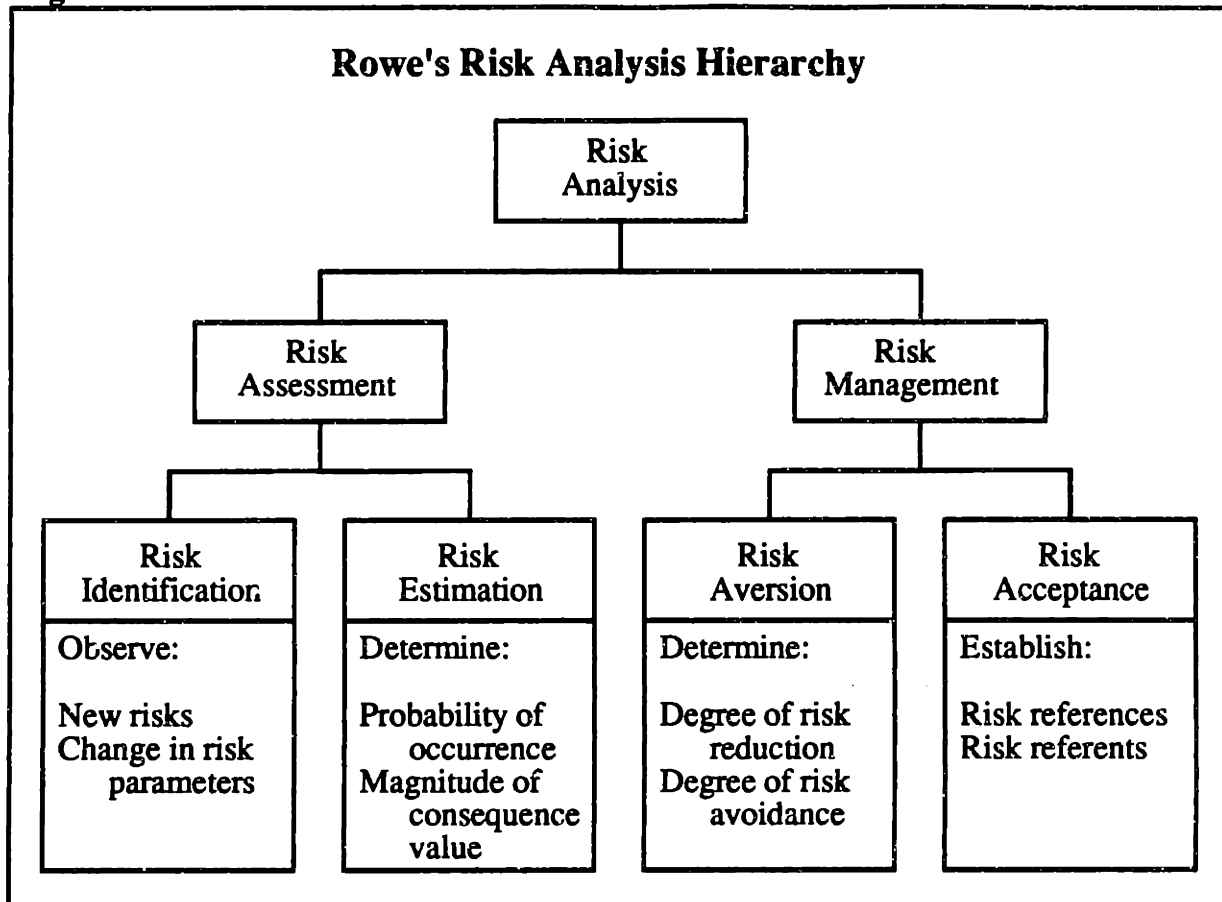 Rowe's Risk Analysis Hierarchy
Risk
Analysis
Risk
Assessment
Risk
Management
Risk
Identification
Observe:
New risks
Change in risk
parameters
Risk
Estimation
Determine:
Probability of
occurrence
Magnitude of
consequence
value
Risk
Aversion
Determine:
Degree of risk
reduction
Degree of risk
avoidance
Risk
Acceptance
Establish:
Risk references
Risk referents